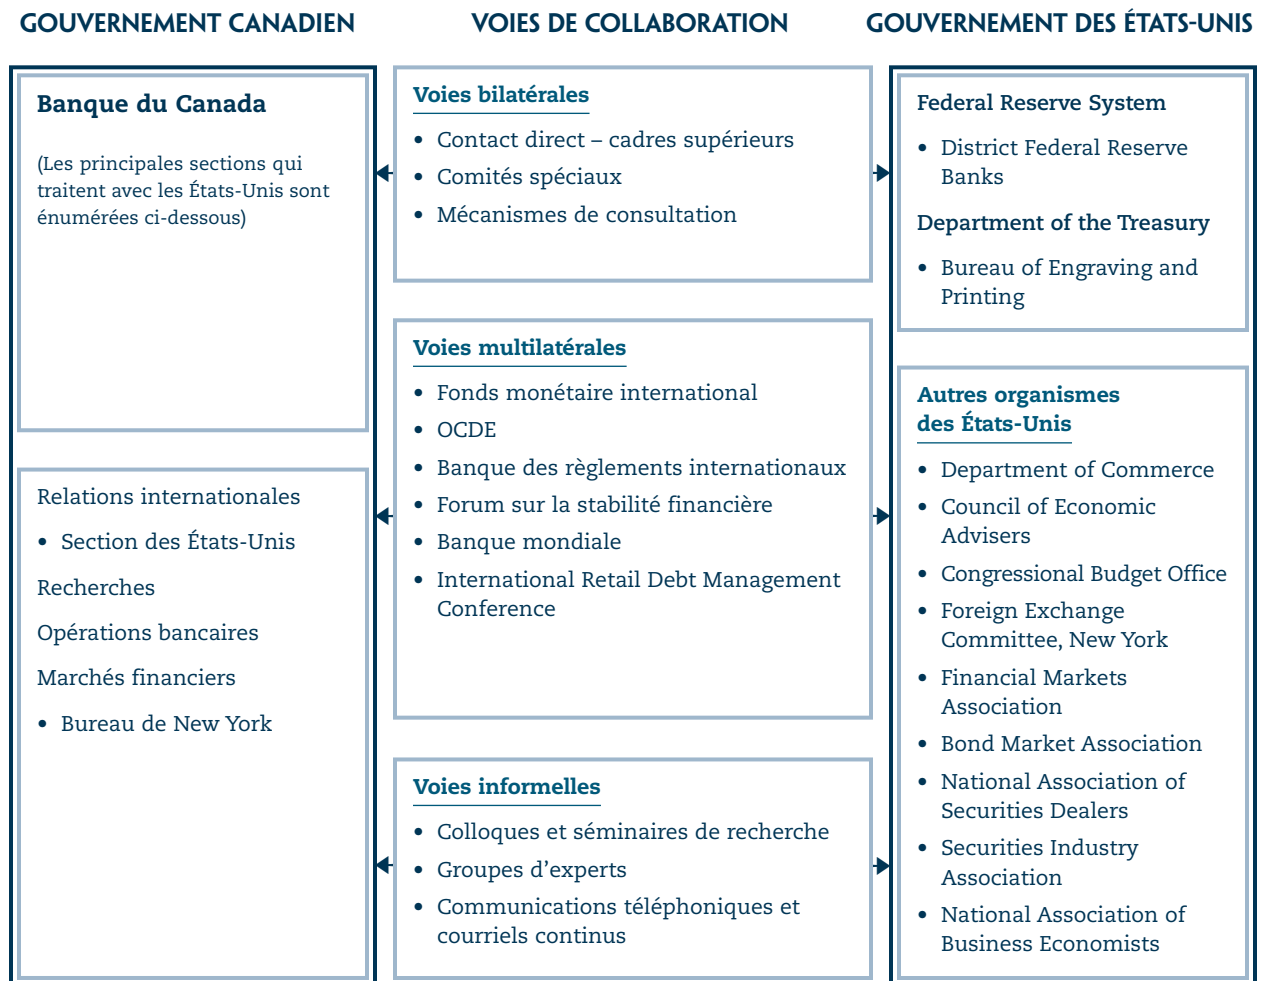 GOUVERNEMENT CANADIEN
VOIES DE COLLABORATION
GOUVERNEMENT DES ÉTATS-UNIS
Banque du Canada
(Les principales sections qui
traitent avec les États-Unis sont
énumérées ci-dessous)
Relations internationales
• Section des États-Unis
Recherches
Opérations bancaires
Marchés financiers
• Bureau de New York
Voies bilatérales
• Contact direct – cadres supérieurs
• Comités spéciaux
• Mécanismes de consultation
Voies multilatérales
• Fonds monétaire international
• OCDE
• Banque des règlements internationaux
• Forum sur la stabilité financière
• Banque mondiale
• International Retail Debt Management
Conference
Voies informelles
• Colloques et séminaires de recherche
• Groupes d’experts
• Communications téléphoniques et
courriels continus
Federal Reserve System
• District Federal Reserve
Banks
Department of the Treasury
• Bureau of Engraving and
Printing
Autres organismes
des États-Unis
• Department of Commerce
• Council of Economic
Advisers
• Congressional Budget Office
• Foreign Exchange
Committee, New York
• Financial Markets
Association
• Bond Market Association
• National Association of
Securities Dealers
• Securities Industry
Association
• National Association of
Business Economists